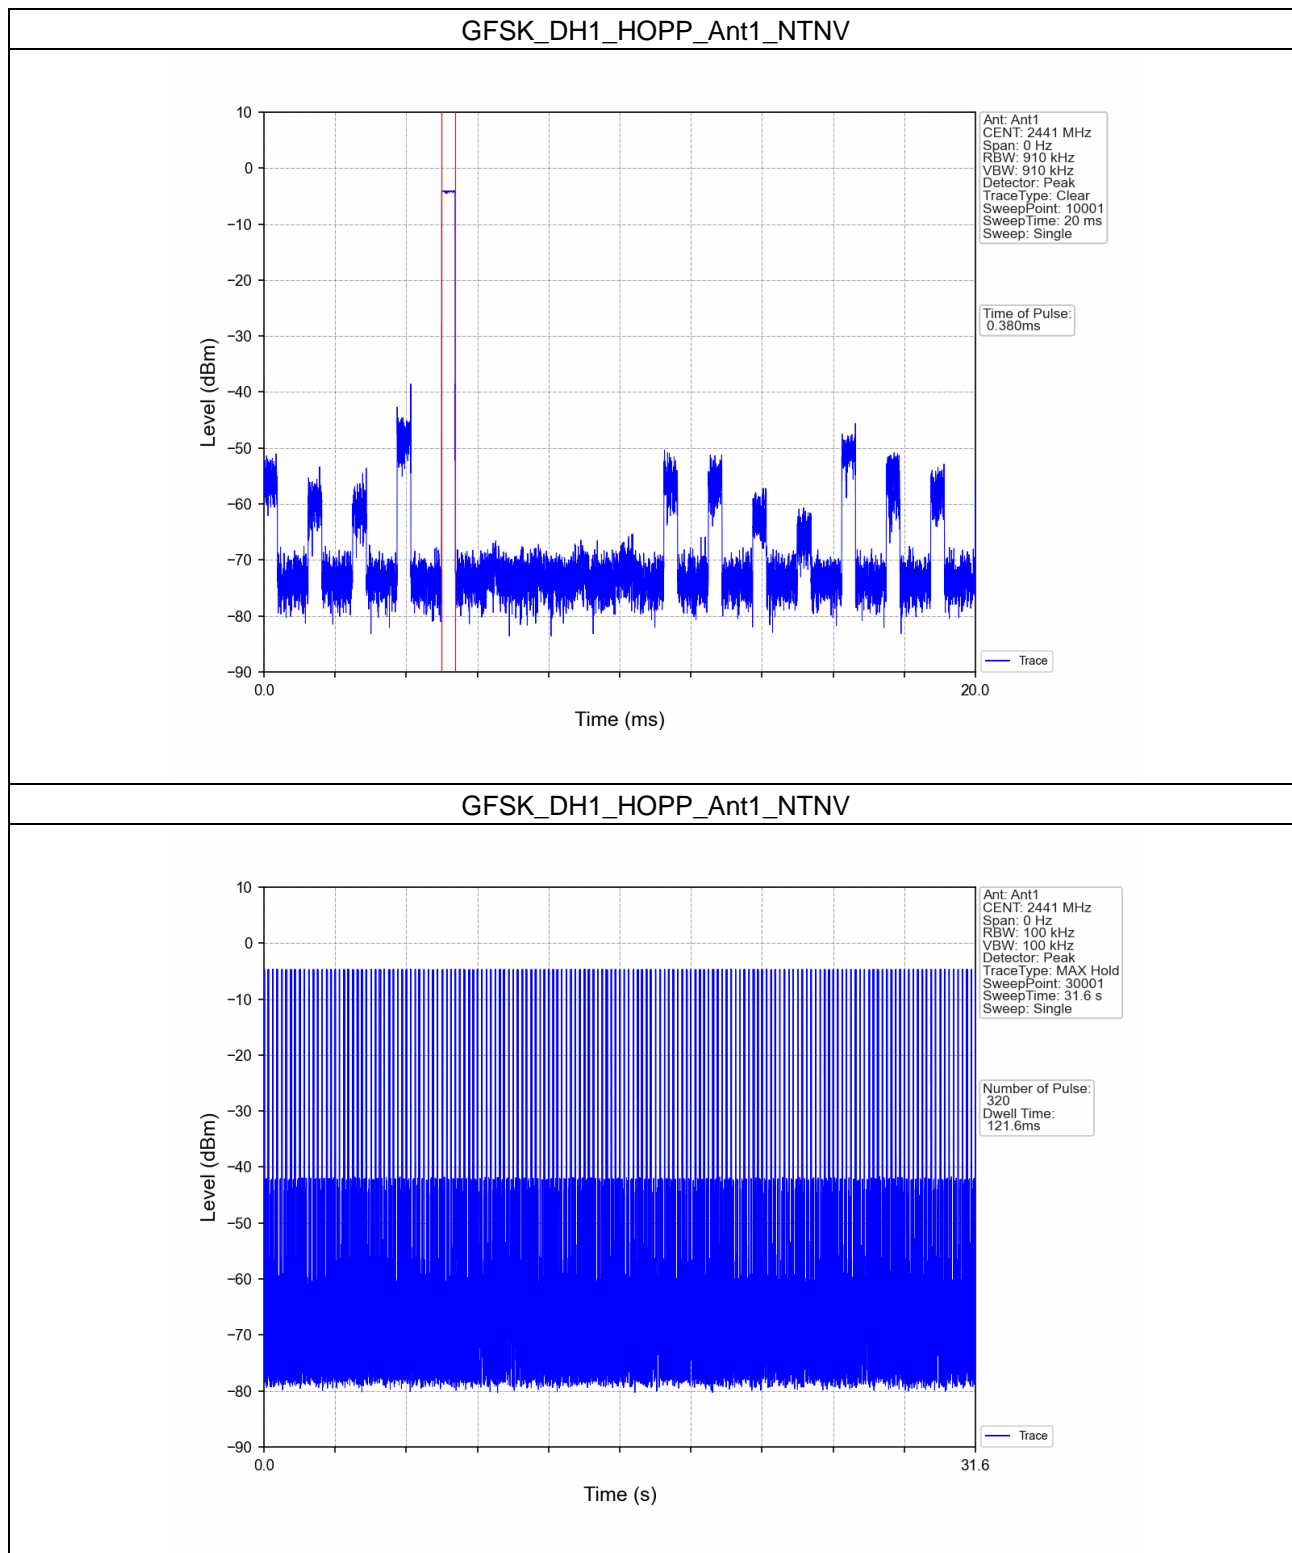 GFSK_DH1_HOPP_Ant1_NTNV
10
0
−10
−20
−30
−40
−50
−60
−70
−80
−90
Level (dBm)
0.0
20.0
Time (ms)
Ant: Ant1
CENT: 2441 MHz
Span: 0 Hz
RBW: 910 kHz
VBW: 910 kHz
Detector: Peak
TraceType: Clear
SweepPoint: 10001
SweepTime: 20 ms
Sweep: Single
Time of Pulse:
0.380ms
Trace
GFSK_DH1_HOPP_Ant1_NTNV
10
0
−10
−20
−30
−40
−50
−60
−70
−80
−90
Level (dBm)
0.0
31.6
Time (s)
Ant: Ant1
CENT: 2441 MHz
Span: 0 Hz
RBW: 100 kHz
VBW: 100 kHz
Detector: Peak
TraceType: MAX Hold
SweepPoint: 30001
SweepTime: 31.6 s
Sweep: Single
Number of Pulse:
320
Dwell Time:
121.6ms
Trace